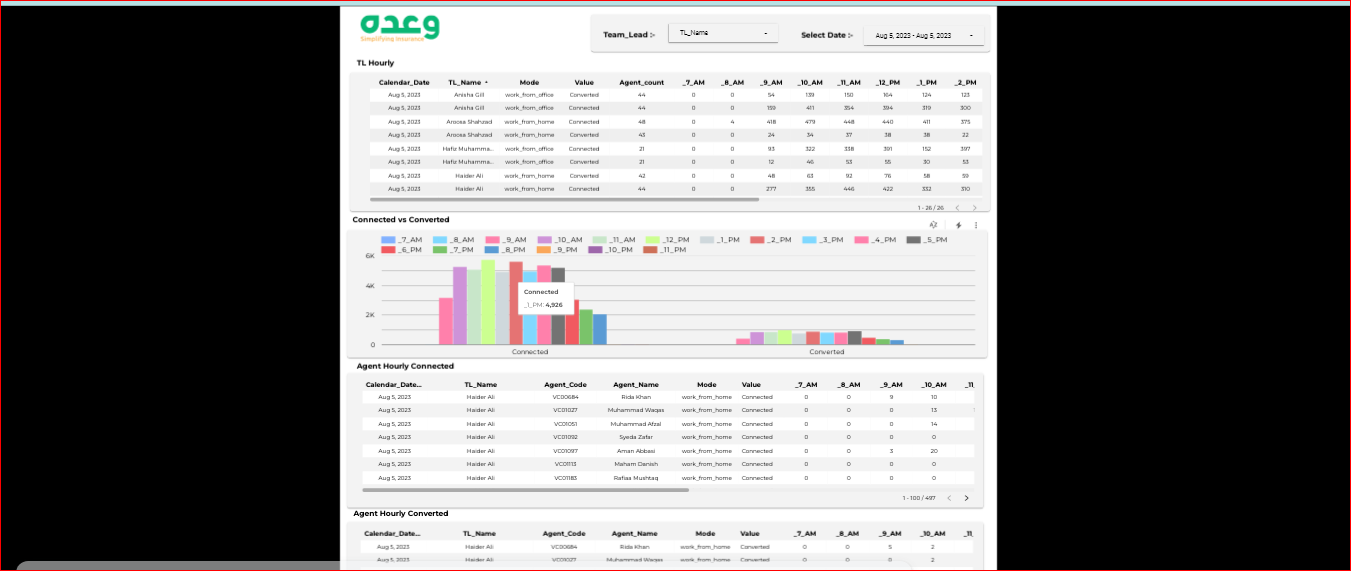 وعده
Simplifying Insurance
Team_Lead :- TL_Name Select Date :- Aug 5, 2023 - Aug 5, 2023
TL Hourly
Calendar_Date TL_Name Mode Value Agent_count _7_AM _8_AM _9_AM _10_AM _11_AM _12_PM _1_PM _2_PM
Aug 5, 2023 Anisha Gill work_from_office Converted 44 0 0 54 139 150 164 124 123
Aug 5, 2023 Anisha Gill work_from_office Connected 44 0 0 159 411 354 394 319 300
Aug 5, 2023 Aroosa Shahzad work_from_home Connected 48 0 4 418 479 448 440 411 375
Aug 5, 2023 Aroosa Shahzad work_from_home Converted 43 0 0 24 34 37 38 38 22
Aug 5, 2023 Hafiz Muhamma... work_from_office Connected 21 0 0 93 322 338 391 152 397
Aug 5, 2023 Hafiz Muhamma... work_from_office Converted 21 0 0 12 46 53 55 30 53
Aug 5, 2023 Haider Ali work_from_home Converted 42 0 0 48 63 92 76 58 59
Aug 5, 2023 Haider Ali work_from_home Connected 44 0 0 277 355 446 422 332 310
1 - 26 / 26
Connected vs Converted
_7_AM _8_AM _9_AM _10_AM _11_AM _12_PM _1_PM _2_PM _3_PM _4_PM _5_PM
_6_PM _7_PM _8_PM _9_PM _10_PM _11_PM
6K
4K
2K
0
Connected
_1_PM: 4,926
Connected Converted
Agent Hourly Connected
Calendar_Date... TL_Name Agent_Code Agent_Name Mode Value _7_AM _8_AM _9_AM _10_AM _11_
Aug 5, 2023 Haider Ali VC00684 Rida Khan work_from_home Connected 0 0 9 10
Aug 5, 2023 Haider Ali VC01027 Muhammad Waqas work_from_home Connected 0 0 0 13
Aug 5, 2023 Haider Ali VC01051 Muhammad Afzal work_from_home Connected 0 0 0 14
Aug 5, 2023 Haider Ali VC01092 Syeda Zafar work_from_home Connected 0 0 0 0
Aug 5, 2023 Haider Ali VC01097 Aman Abbasi work_from_home Connected 0 0 3 20
Aug 5, 2023 Haider Ali VC01113 Maham Danish work_from_home Connected 0 0 0 0
Aug 5, 2023 Haider Ali VC01183 Rafiaa Mushtaq work_from_home Connected 0 0 0 0
1 - 100 / 497
Agent Hourly Converted
Calendar_Date... TL_Name Agent_Code Agent_Name Mode Value _7_AM _8_AM _9_AM _10_AM _11_
Aug 5, 2023 Haider Ali VC00684 Rida Khan work_from_home Converted 0 0 5 2
Aug 5, 2023 Haider Ali VC01027 Muhammad Waqas work_from_home Converted 0 0 0 2